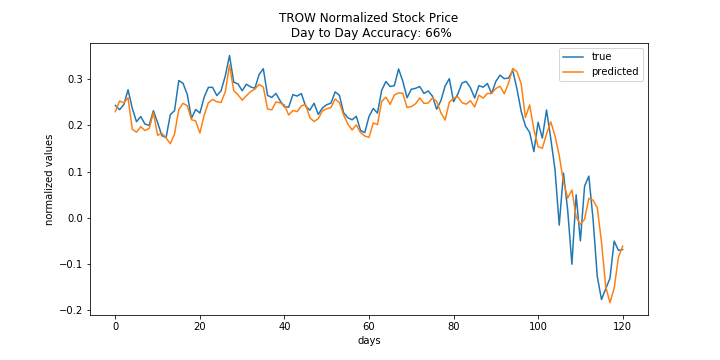 TROW Normalized Stock Price
Day to Day Accuracy: 66%
true
predicted
normalized values
0.3
0.2
0.1
0.0
−0.1
−0.2
0 20 40 60 80 100 120
days